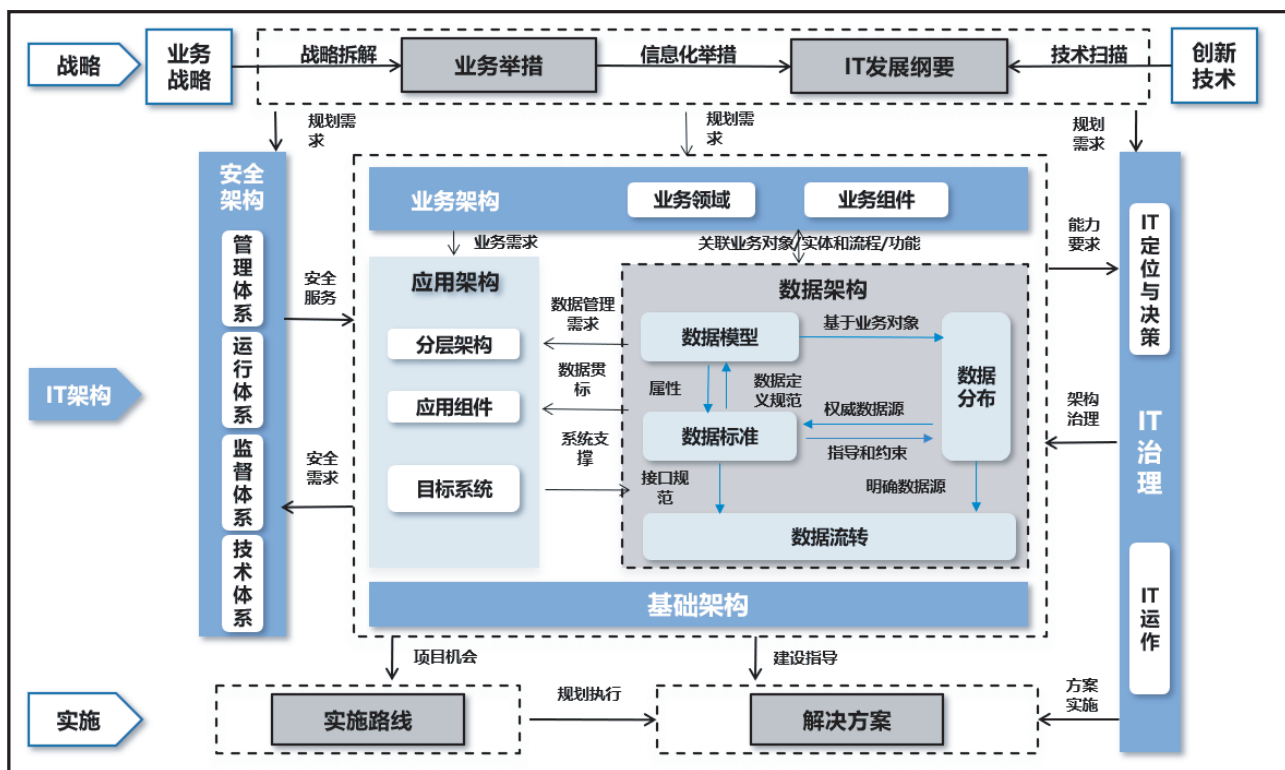 战略
业务
战略
战略拆解
业务举措
信息化举措
IT发展纲要
技术扫描
创新
技术
规划需
求
规划需
求
规划
需求
安全
架构
管理体系
运行体系
监督体系
技术体系
安全
服务
安全
需求
IT架构
业务架构
业务领域
业务组件
业务需求
关联业务对象/实体和流程/功能
应用架构
分层架构
应用组件
目标系统
数据管理
需求
数据贯
标
系统支
撑
数据架构
数据模型
基于业务对象
数据
分布
属性
数据定
义规范
权威数据源
数据标准
指导和约束
接口规
范
明确数据源
数据流转
基础架构
能力
要求
架构
治理
IT定位与决策
IT治理
IT运作
项目机会
建设指导
实施
实施路线
规划执行
解决方案
方案
实施